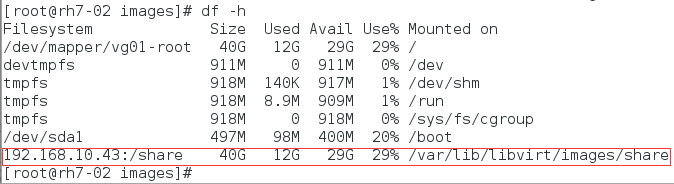 [root@rh7-02 images]# df -h
Filesystem Size Used Avail Use% Mounted on
/dev/mapper/vg01-root 40G 12G 29G 29% /
devtmpfs 911M 0 911M 0% /dev
tmpfs 918M 140K 917M 1% /dev/shm
tmpfs 918M 8.9M 909M 1% /run
tmpfs 918M 0 918M 0% /sys/fs/cgroup
/dev/sda1 497M 98M 400M 20% /boot
192.168.10.43:/share 40G 12G 29G 29% /var/lib/libvirt/images/share
[root@rh7-02 images]#